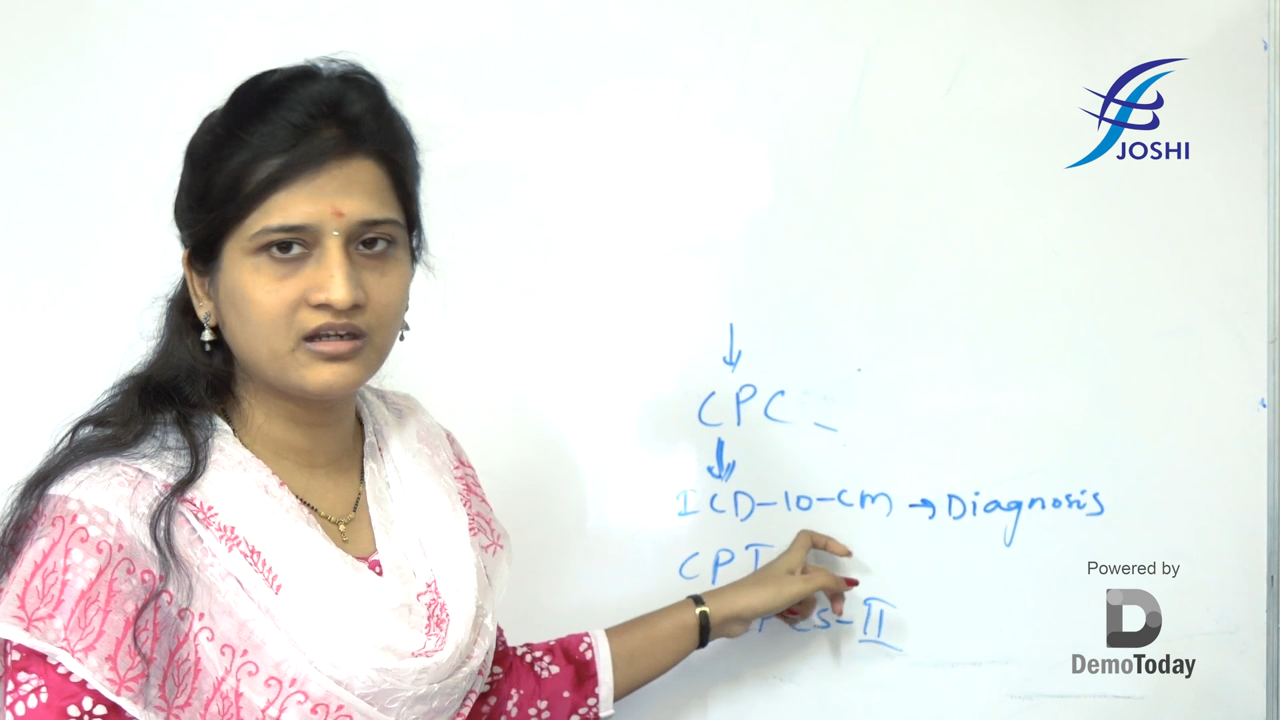 JOSHI
CPC -
ICD-10-CM → Diagnosis
CPT
PCS-II
Powered by
DemoToday